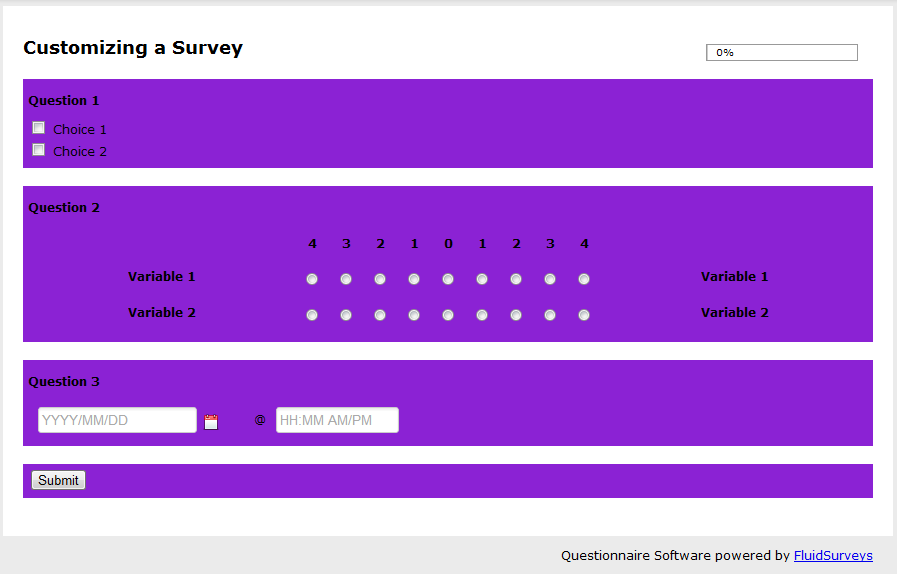 Customizing a Survey
0%
Question 1
Choice 1
Choice 2
Question 2
4 3 2 1 0 1 2 3 4
Variable 1 Variable 1
Variable 2 Variable 2
Question 3
YYYY/MM/DD @ HH:MM AM/PM
Submit
Questionnaire Software powered by FluidSurveys